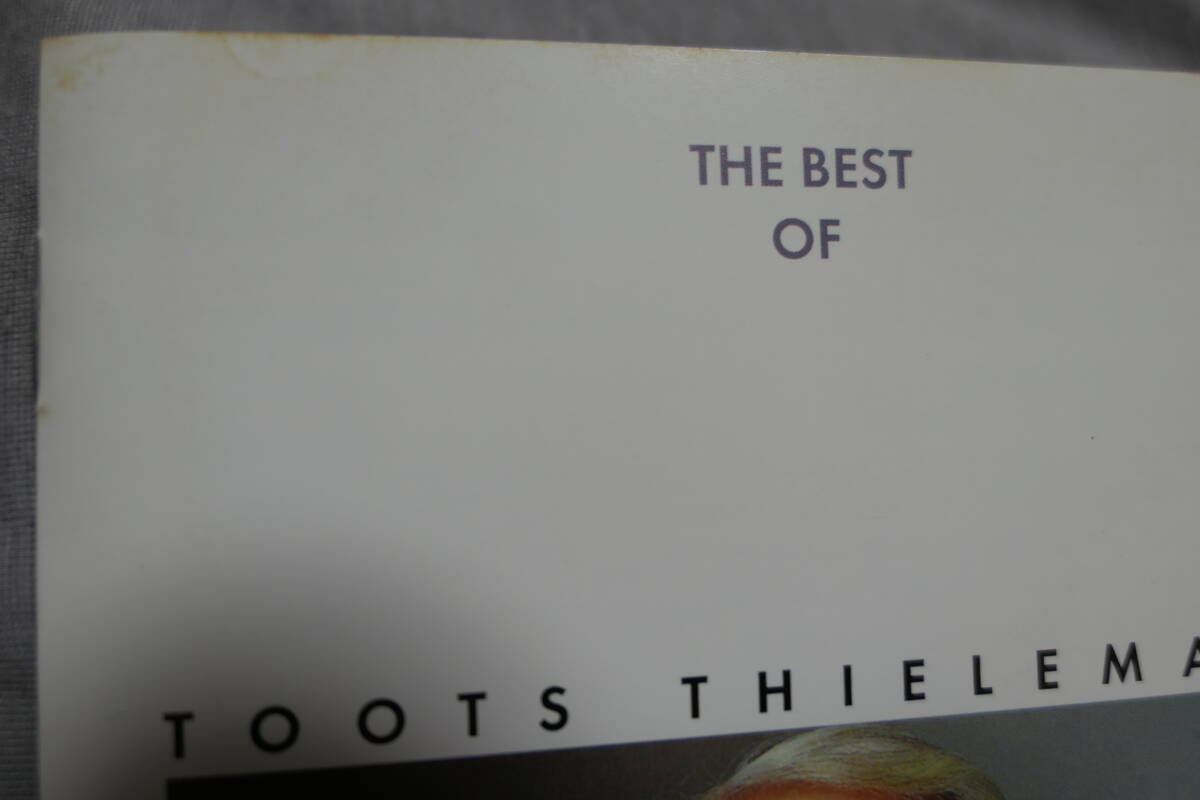 THE BEST
OF
TOOTS THIELEMA